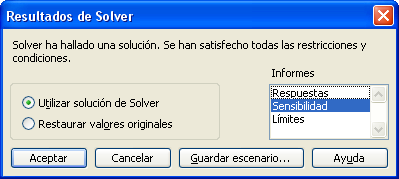 Resultados de Solver
Solver ha hallado una solución. Se han satisfecho todas las restricciones y
condiciones.
Informes
Respuestas
Sensibilidad
Límites
Utilizar solución de Solver
Restaurar valores originales
Aceptar
Cancelar
Guardar escenario...
Ayuda